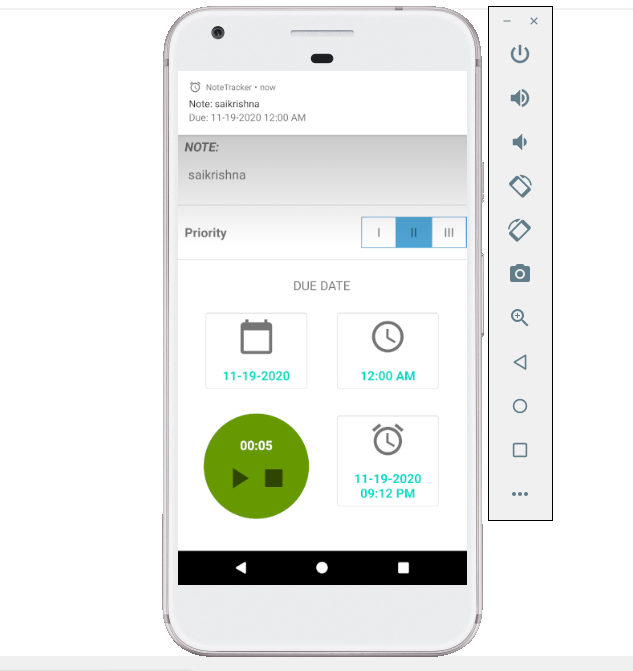 NoteTracker • now
Note: saikrishna
Due: 11-19-2020 12:00 AM
NOTE:
saikrishna
Priority
I II III
DUE DATE
11-19-2020
12:00 AM
00:05
11-19-2020
09:12 PM